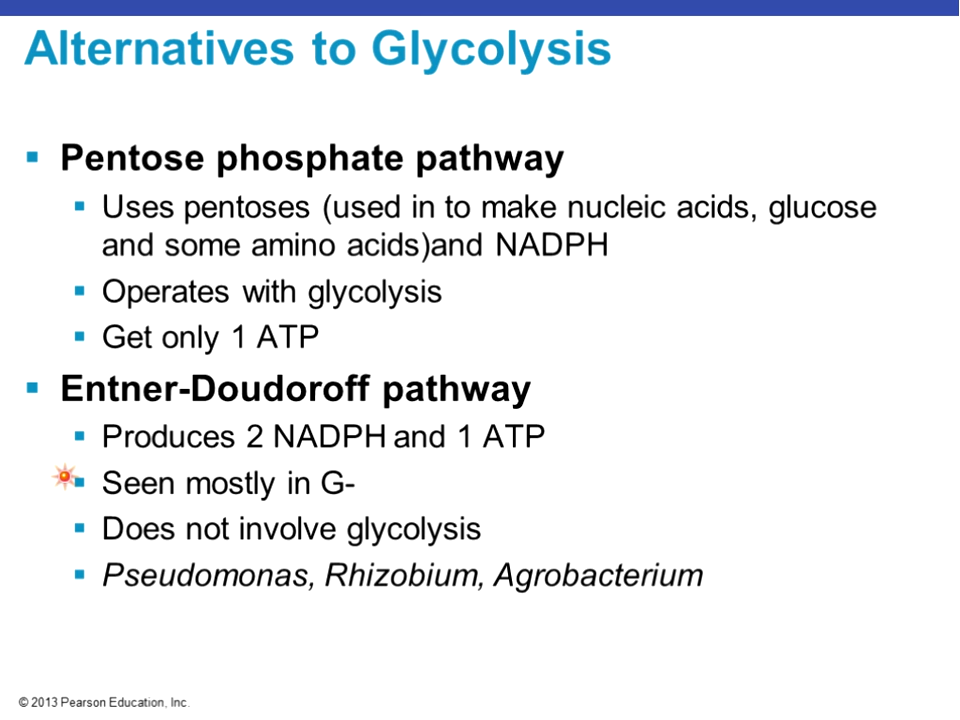 Alternatives to Glycolysis
Pentose phosphate pathway
Uses pentoses (used in to make nucleic acids, glucose
and some amino acids)and NADPH
Operates with glycolysis
Get only 1 ATP
Entner-Doudoroff pathway
Produces 2 NADPH and 1 ATP
Seen mostly in G-
Does not involve glycolysis
Pseudomonas, Rhizobium, Agrobacterium
© 2013 Pearson Education, Inc.